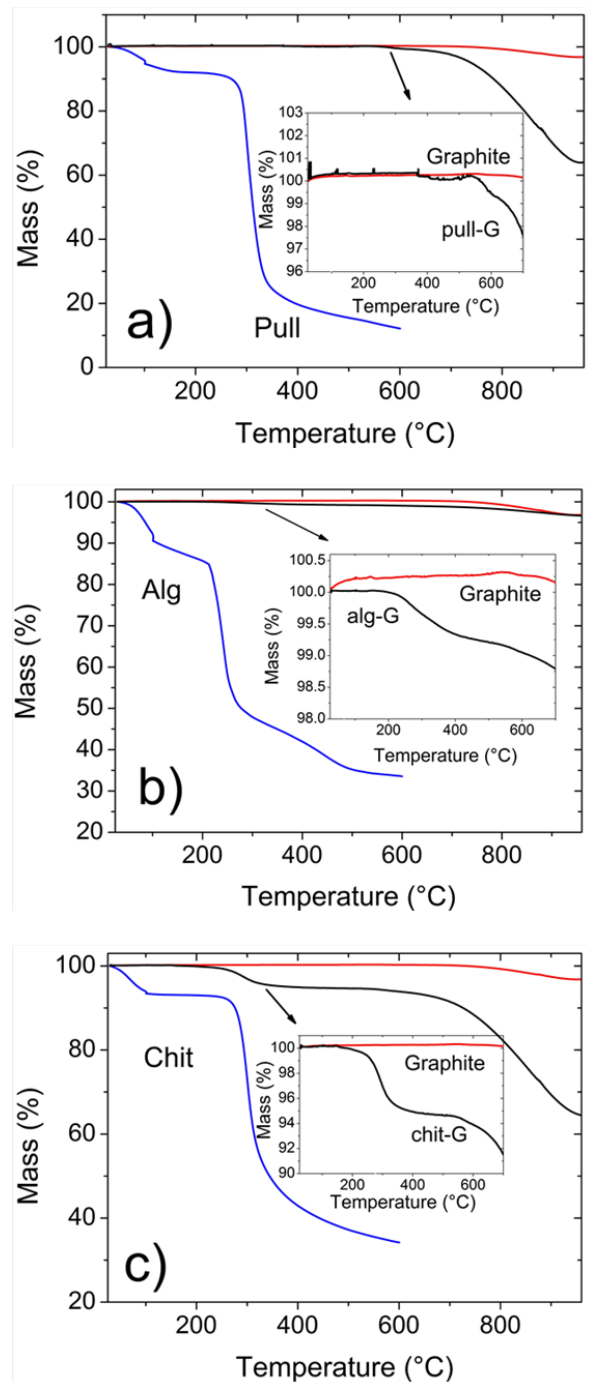 100
80
60
40
20
0
Mass (%)
103
102
101
100
99
98
97
96
Mass (%)
Graphite
pull-G
200 400 600
Temperature (°C)
a)
Pull
200 400 600 800
Temperature (°C)
100
90
80
70
60
50
40
30
20
Mass (%)
Alg
100.5
100.0
99.5
99.0
98.5
98.0
Mass (%)
alg-G
Graphite
200 400 600
Temperature (°C)
b)
200 400 600 800
Temperature (°C)
100
80
60
40
20
Mass (%)
Chit
100
98
96
94
92
90
Mass (%)
Graphite
chit-G
200 400 600
Temperature (°C)
c)
200 400 600 800
Temperature (°C)